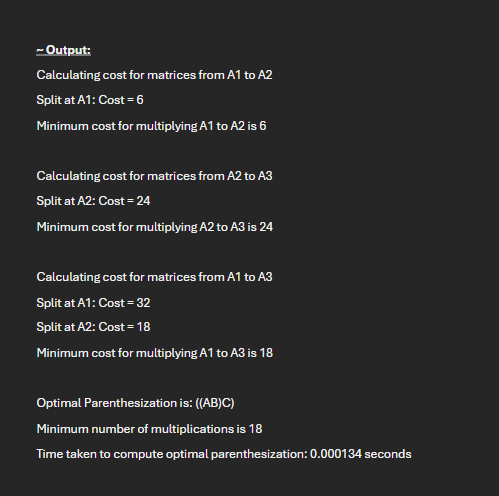 ~ Output:
Calculating cost for matrices from A1 to A2
Split at A1: Cost = 6
Minimum cost for multiplying A1 to A2 is 6
Calculating cost for matrices from A2 to A3
Split at A2: Cost = 24
Minimum cost for multiplying A2 to A3 is 24
Calculating cost for matrices from A1 to A3
Split at A1: Cost = 32
Split at A2: Cost = 18
Minimum cost for multiplying A1 to A3 is 18
Optimal Parenthesization is: ((AB)C)
Minimum number of multiplications is 18
Time taken to compute optimal parenthesization: 0.000134 seconds